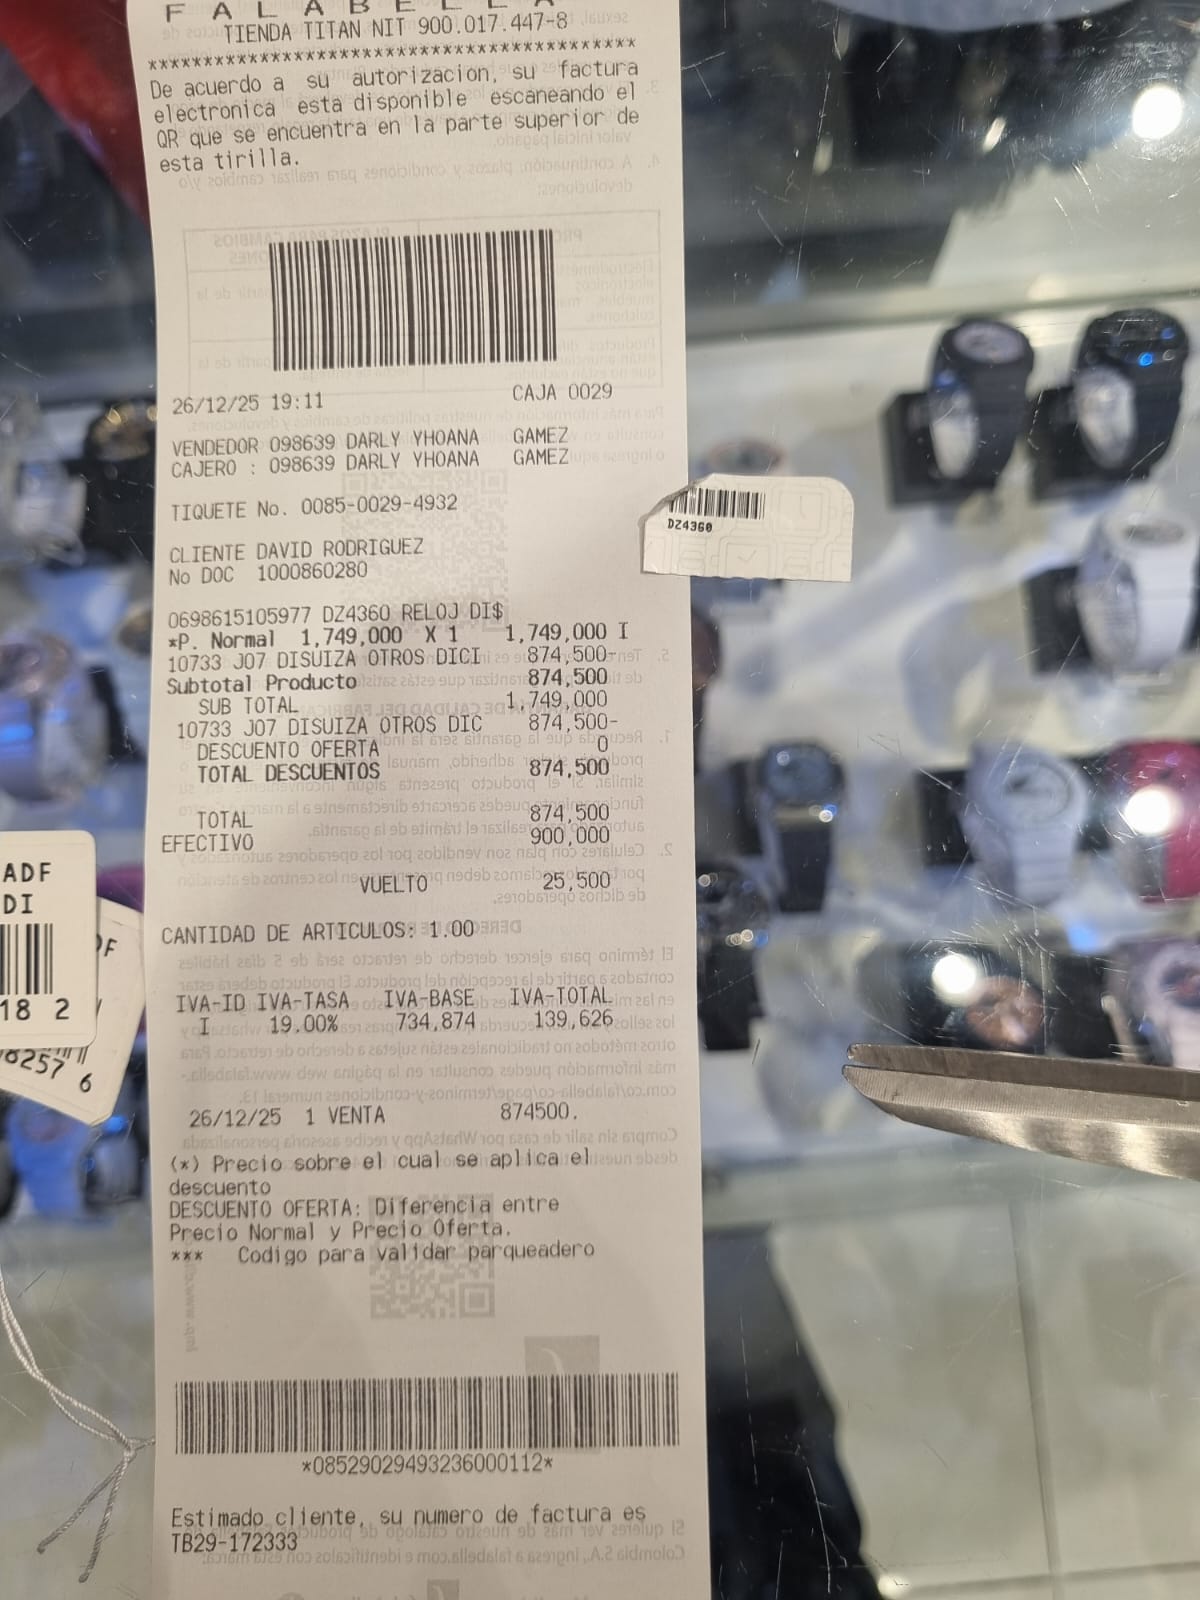 FALABELLA
TIENDA TITAN NIT 900.017.447-8
********************************************
De acuerdo a su autorizacion, su factura
electronica esta disponible escaneando el
QR que se encuentra en la parte superior de
esta tirilla.
26/12/25 19:11 CAJA 0029
VENDEDOR 098639 DARLY YHOANA GAMEZ
CAJERO : 098639 DARLY YHOANA GAMEZ
TIQUETE No. 0085-0029-4932
CLIENTE DAVID RODRIGUEZ
No DOC 1000860280
0698615105977 DZ4360 RELOJ DI$
*P. Normal 1,749,000 X 1 1,749,000 I
10733 J07 DISUIZA OTROS DICI 874,500-
Subtotal Producto 874,500
SUB TOTAL 1,749,000
10733 J07 DISUIZA OTROS DIC 874,500-
DESCUENTO OFERTA 0
TOTAL DESCUENTOS 874,500
TOTAL 874,500
EFECTIVO 900,000
VUELTO 25,500
CANTIDAD DE ARTICULOS: 1.00
IVA-ID IVA-TASA IVA-BASE IVA-TOTAL
I 19.00% 734,874 139,626
26/12/25 1 VENTA 874500.
(*) Precio sobre el cual se aplica el
descuento
DESCUENTO OFERTA: Diferencia entre
Precio Normal y Precio Oferta.
*** Codigo para validar parqueadero
*08529029493236000112*
Estimado cliente, su numero de factura es
TB29-172333
DZ4360
ADF
DI
18 2
8257 6